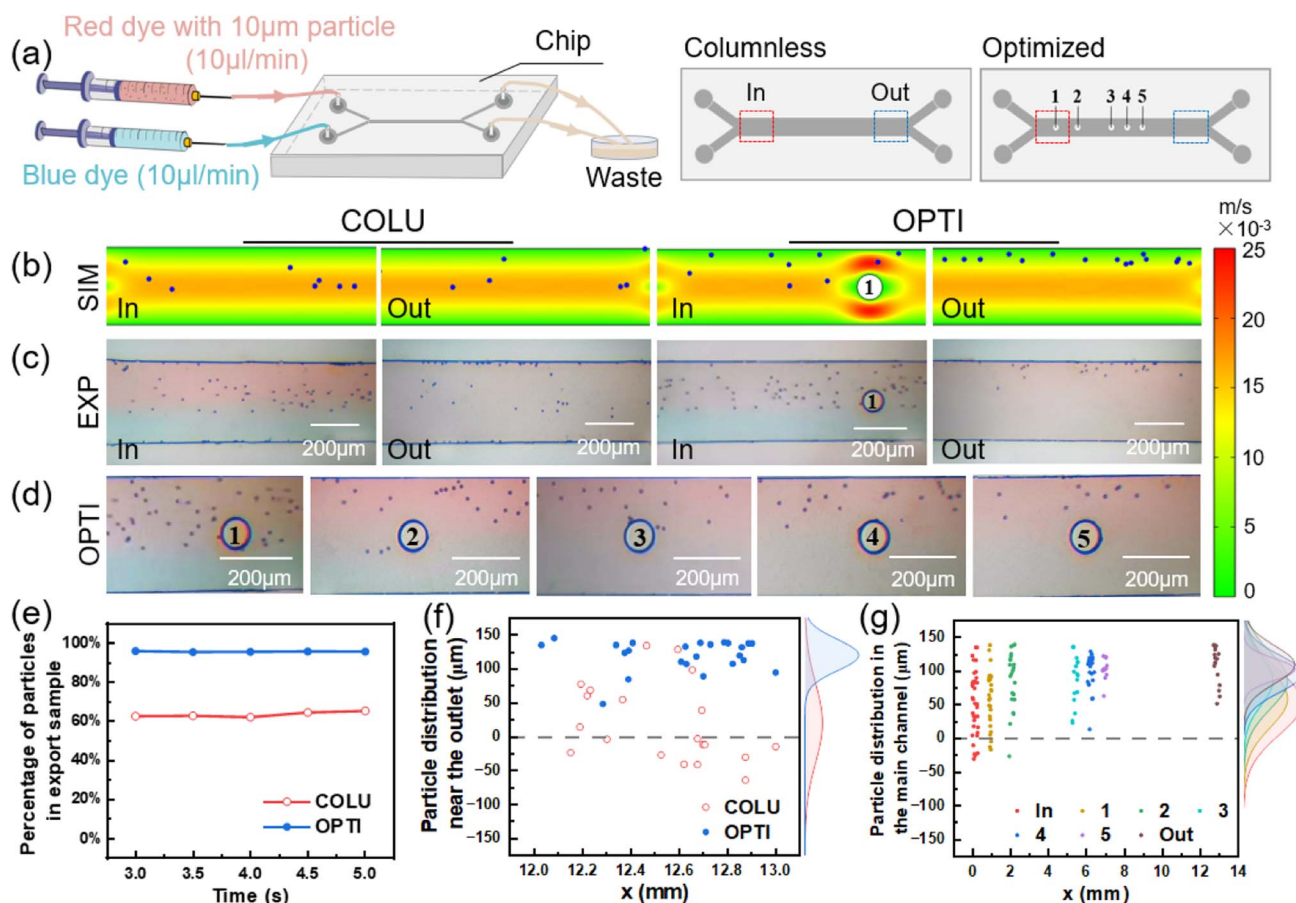 (a)
Red dye with 10μm particle
(10μl/min)
Blue dye (10μl/min)
Chip
Waste
Columnless
In
Out
Optimized
1 2 3 4 5
COLU
OPTI
m/s
×10⁻³
25
20
15
10
5
0
(b)
SIM
In
Out
In
1
Out
(c)
EXP
In
200μm
Out
200μm
In
1
200μm
Out
200μm
(d)
OPTI
1
200μm
2
200μm
3
200μm
4
200μm
5
200μm
(e)
Percentage of particles
in export sample
100%
80%
60%
40%
20%
0%
COLU
OPTI
3.0 3.5 4.0 4.5 5.0
Time (s)
(f)
Particle distribution
near the outlet (μm)
150
100
50
0
−50
−100
−150
COLU
OPTI
12.0 12.2 12.4 12.6 12.8 13.0
x (mm)
(g)
Particle distribution in
the main channel (μm)
150
100
50
0
−50
−100
−150
In 1 2 3
4 5 Out
0 2 4 6 8 10 12 14
x (mm)